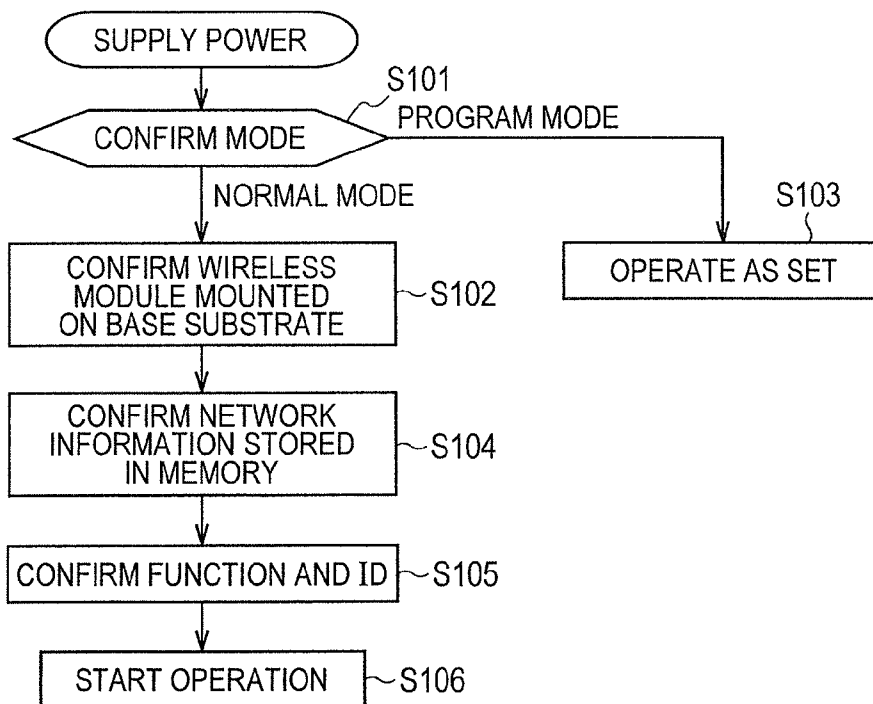 SUPPLY POWER
S101
CONFIRM MODE
PROGRAM MODE
NORMAL MODE
S103
OPERATE AS SET
CONFIRM WIRELESS
MODULE MOUNTED
ON BASE SUBSTRATE
S102
CONFIRM NETWORK
INFORMATION STORED
IN MEMORY
S104
CONFIRM FUNCTION AND ID
S105
START OPERATION
S106